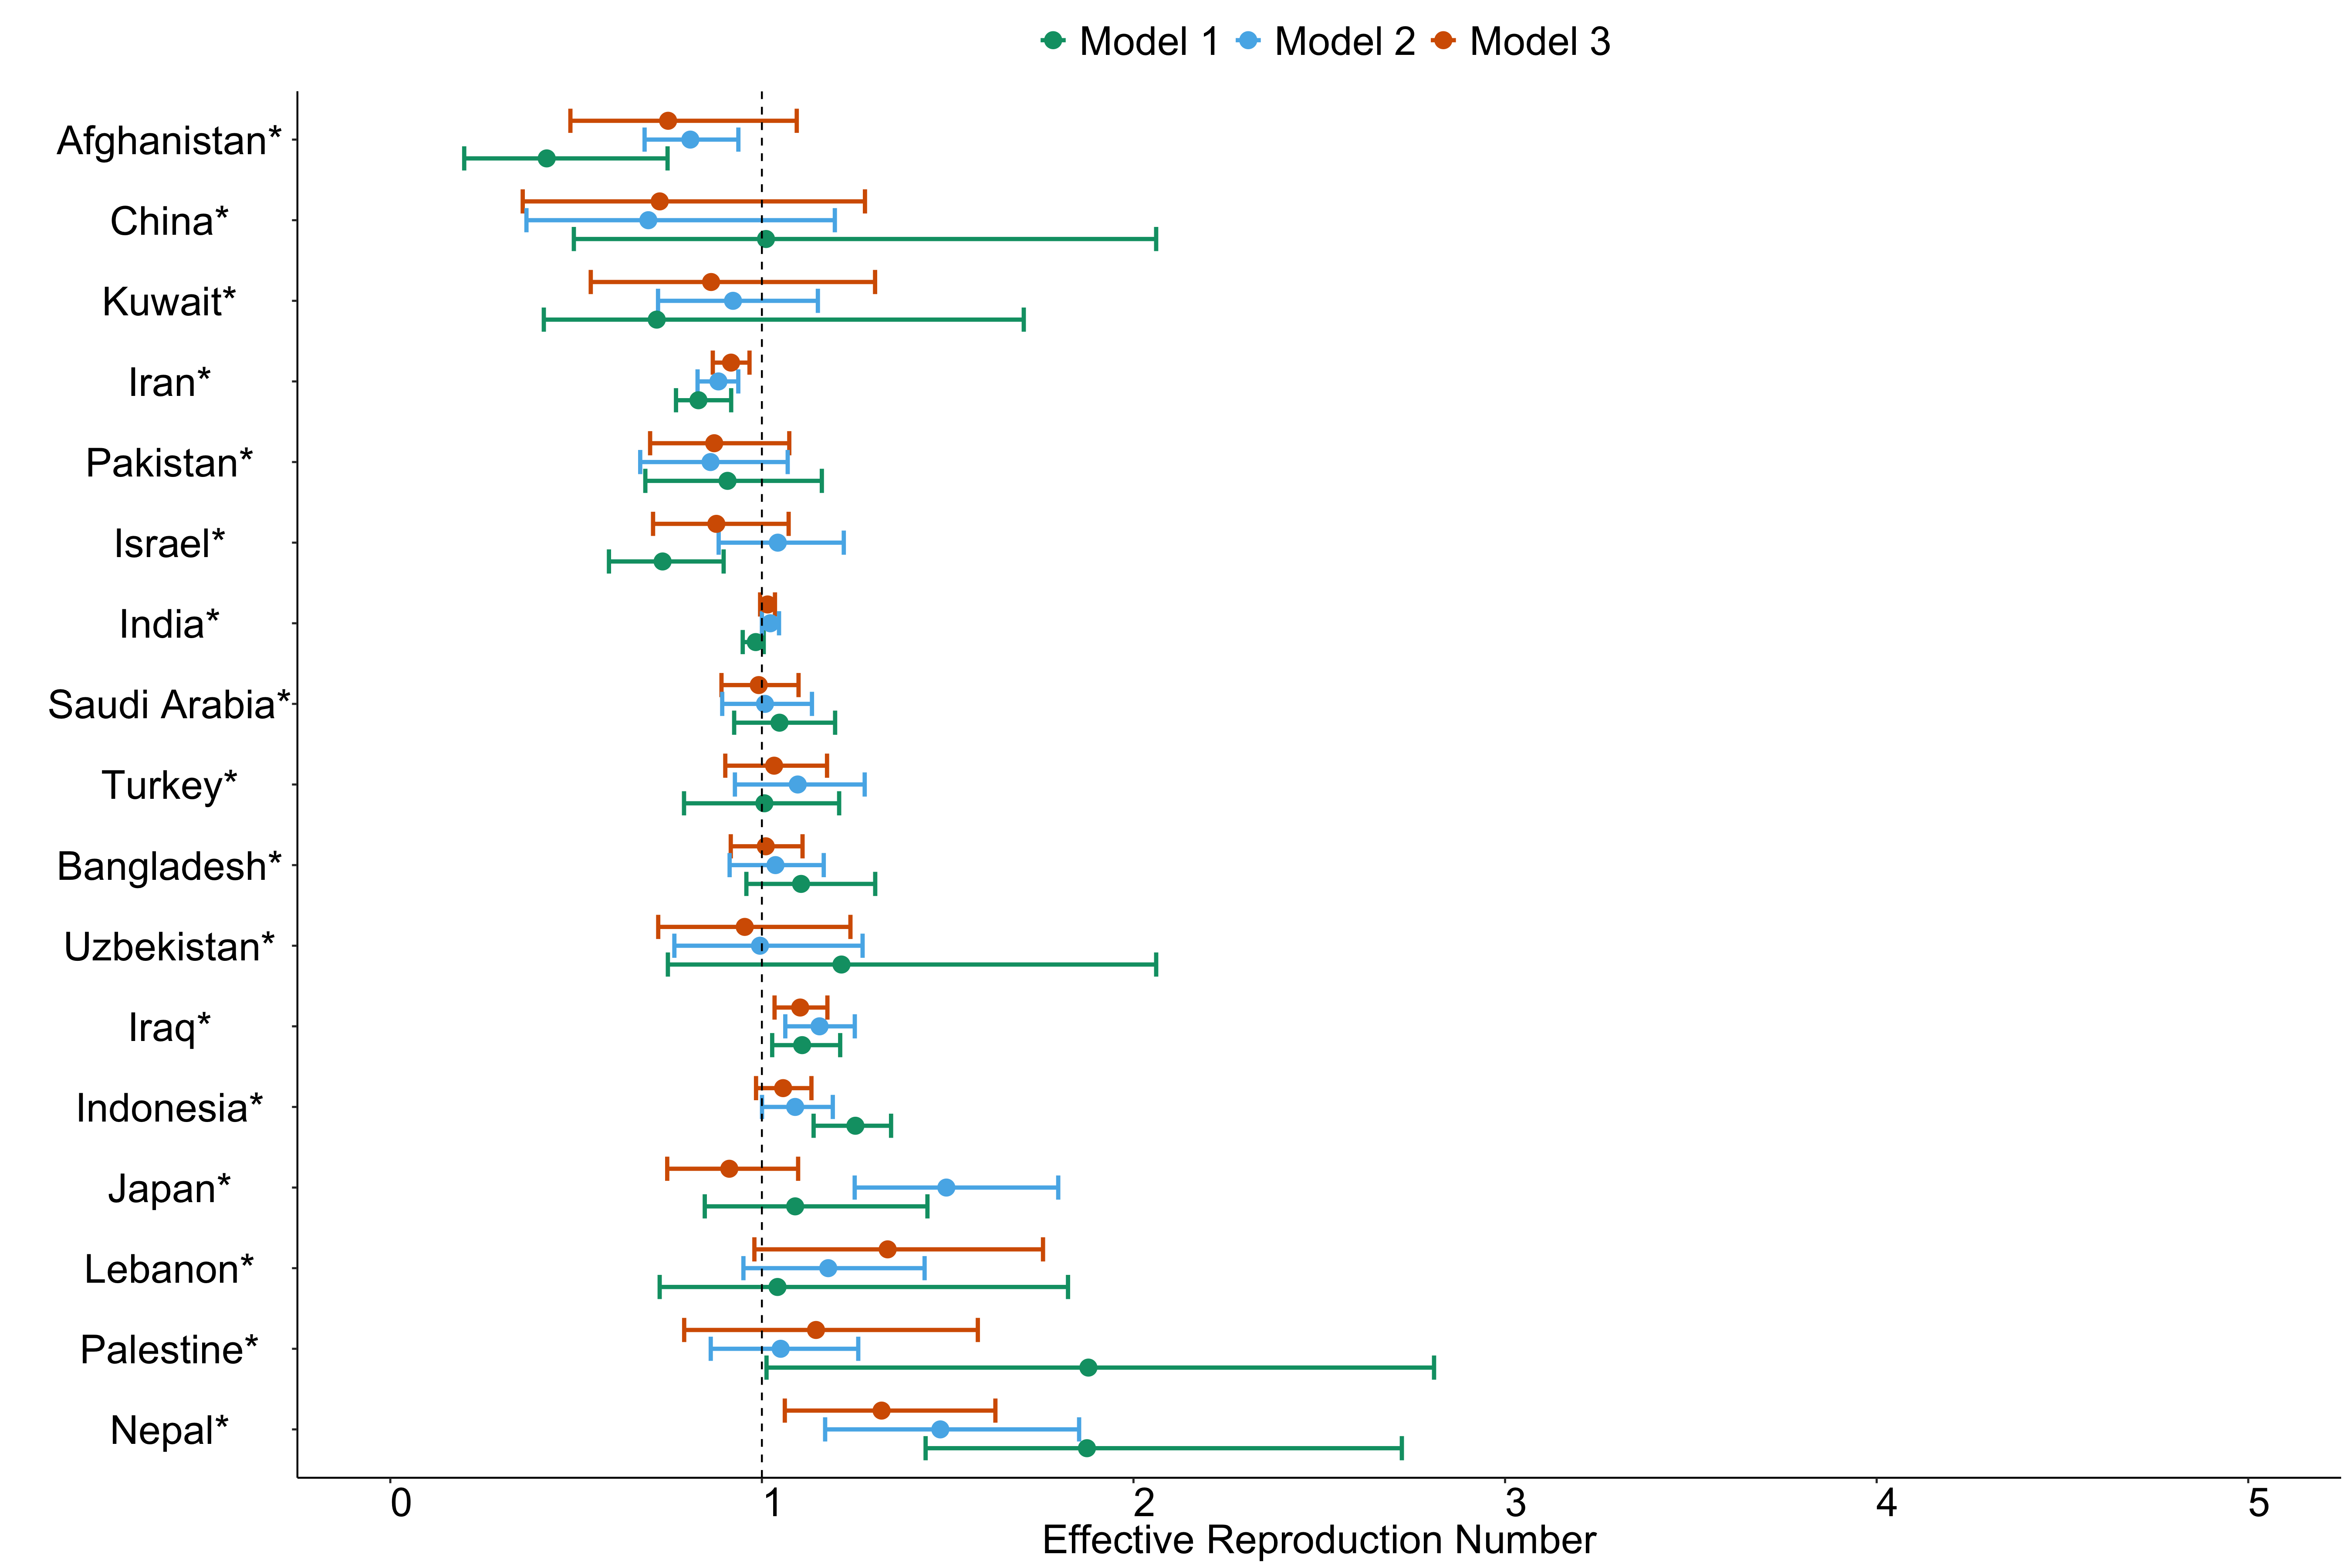 Model 1 Model 2 Model 3
Afghanistan*
China*
Kuwait*
Iran*
Pakistan*
Israel*
India*
Saudi Arabia*
Turkey*
Bangladesh*
Uzbekistan*
Iraq*
Indonesia*
Japan*
Lebanon*
Palestine*
Nepal*
0 1 2 3 4 5
Effective Reproduction Number